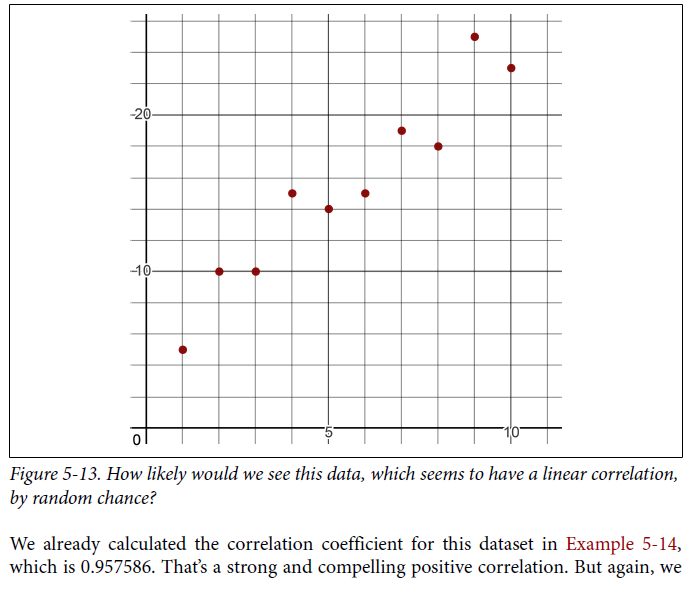 20
10
0
5
10
Figure 5-13. How likely would we see this data, which seems to have a linear correlation,
by random chance?
We already calculated the correlation coefficient for this dataset in Example 5-14,
which is 0.957586. That’s a strong and compelling positive correlation. But again, we